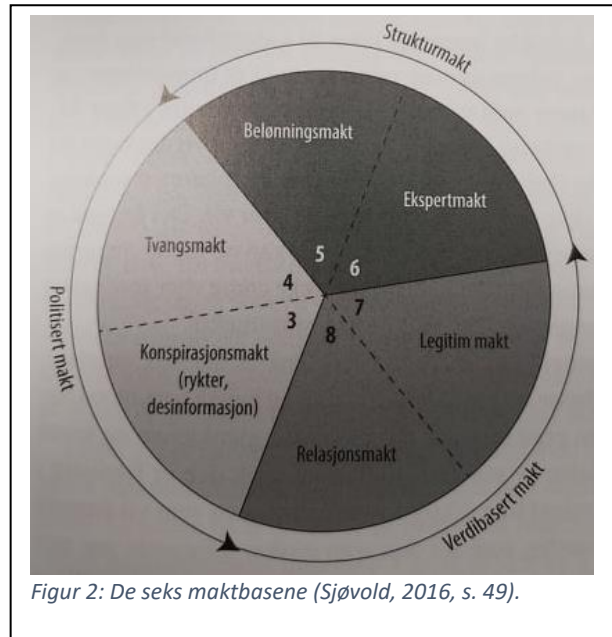 Strukturmakt
Belønningsmakt
Ekspertmakt
Tvangsmakt
5
6
4
3
7
8
Legitim makt
Konspirasjonsmakt
(rykter,
desinformasjon)
Relasjonsmakt
Politisert makt
Verdibasert makt
Figur 2: De seks maktbasene (Sjøvold, 2016, s. 49).